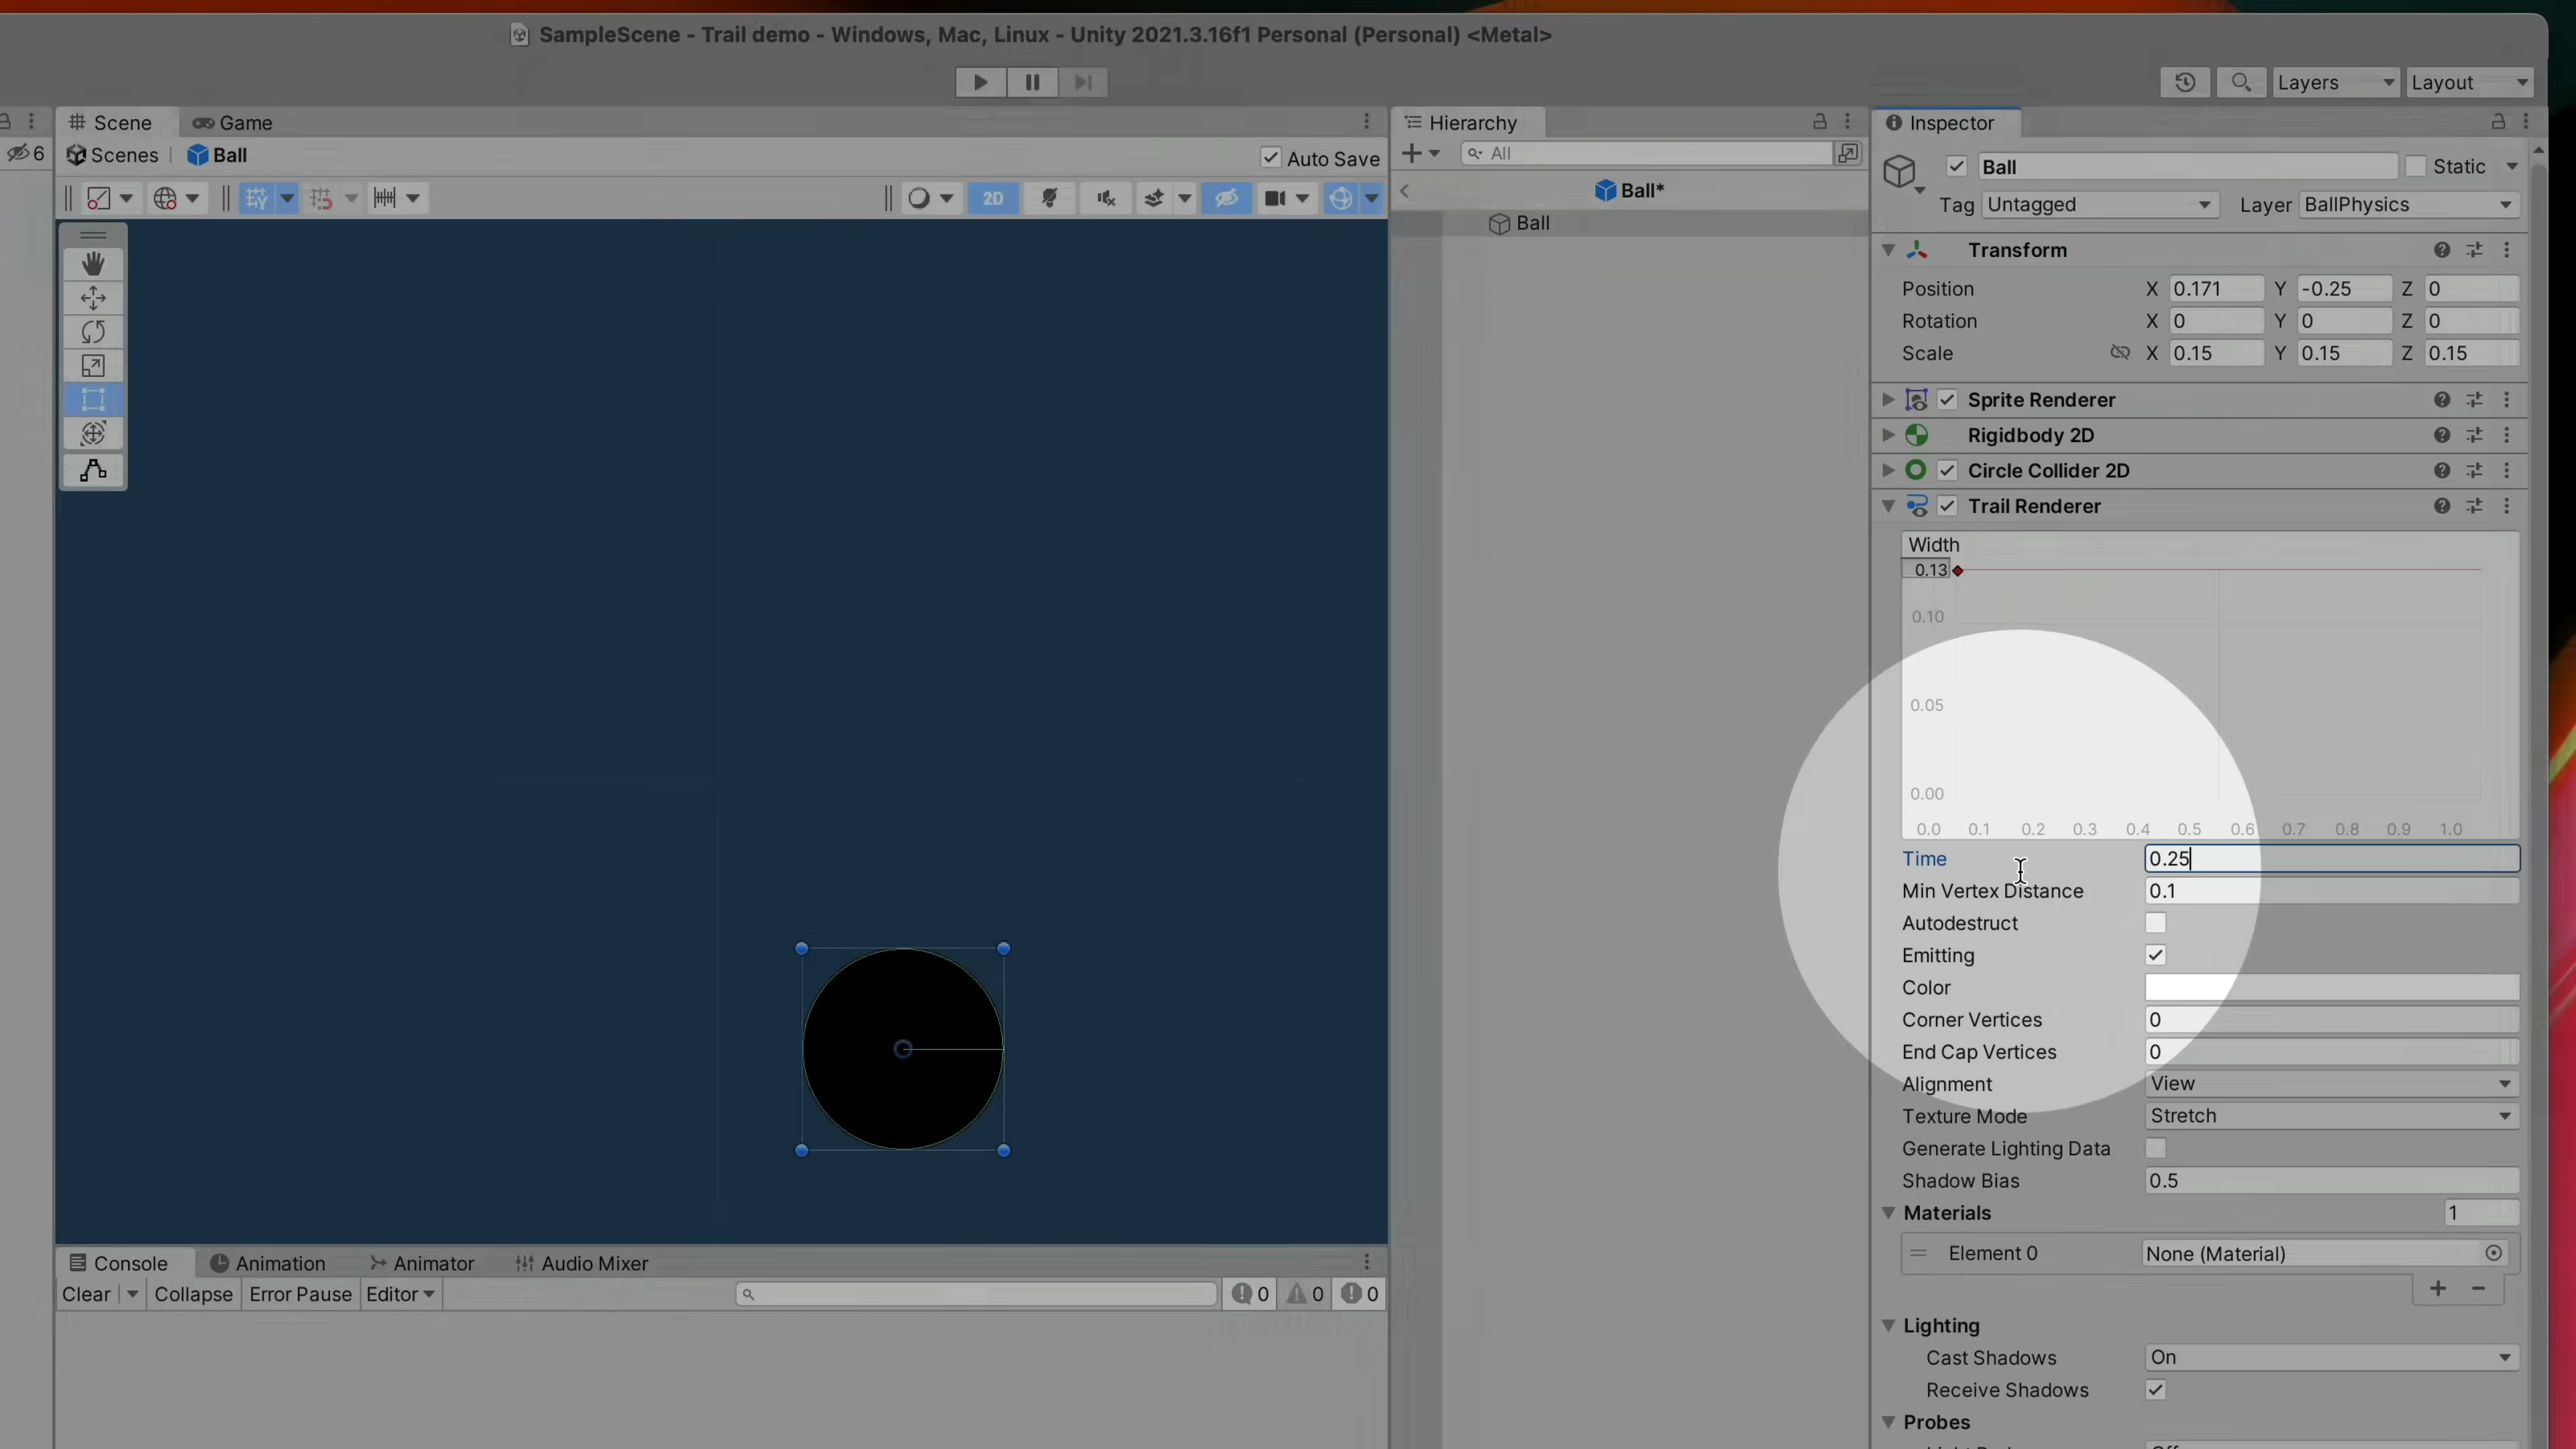 SampleScene - Trail demo - Windows, Mac, Linux - Unity 2021.3.16f1 Personal (Personal) <Metal>
Layers
Layout
6
Scene
Game
Scenes
Ball
Auto Save
2D
Hierarchy
All
Ball*
Ball
Inspector
Ball
Static
Tag Untagged
Layer BallPhysics
Transform
Position X 0.171 Y -0.25 Z 0
Rotation X 0 Y 0 Z 0
Scale X 0.15 Y 0.15 Z 0.15
Sprite Renderer
Rigidbody 2D
Circle Collider 2D
Trail Renderer
Width
0.13
0.10
0.05
0.00
0.0 0.1 0.2 0.3 0.4 0.5 0.6 0.7 0.8 0.9 1.0
Time 0.25
Min Vertex Distance 0.1
Autodestruct
Emitting
Color
Corner Vertices 0
End Cap Vertices 0
Alignment View
Texture Mode Stretch
Generate Lighting Data
Shadow Bias 0.5
Materials 1
Element 0 None (Material)
Lighting
Cast Shadows On
Receive Shadows
Probes
Console
Animation
Animator
Audio Mixer
Clear
Collapse
Error Pause
Editor
0
0
0